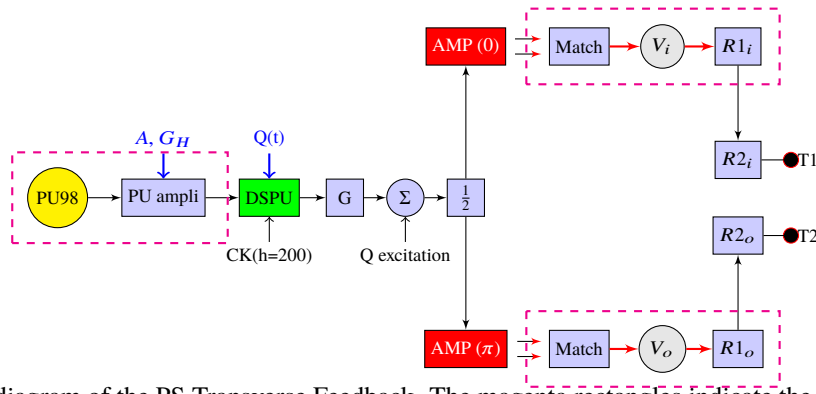 AMP (0)
Match
V_i
R1_i
A, G_H
Q(t)
R2_i
T1
PU98
PU ampli
DSPU
G
Σ
1/2
CK(h=200)
Q excitation
R2_o
T2
AMP (π)
Match
V_o
R1_o
diagram of the PS Transverse Feedback. The magenta rectangles indicate the